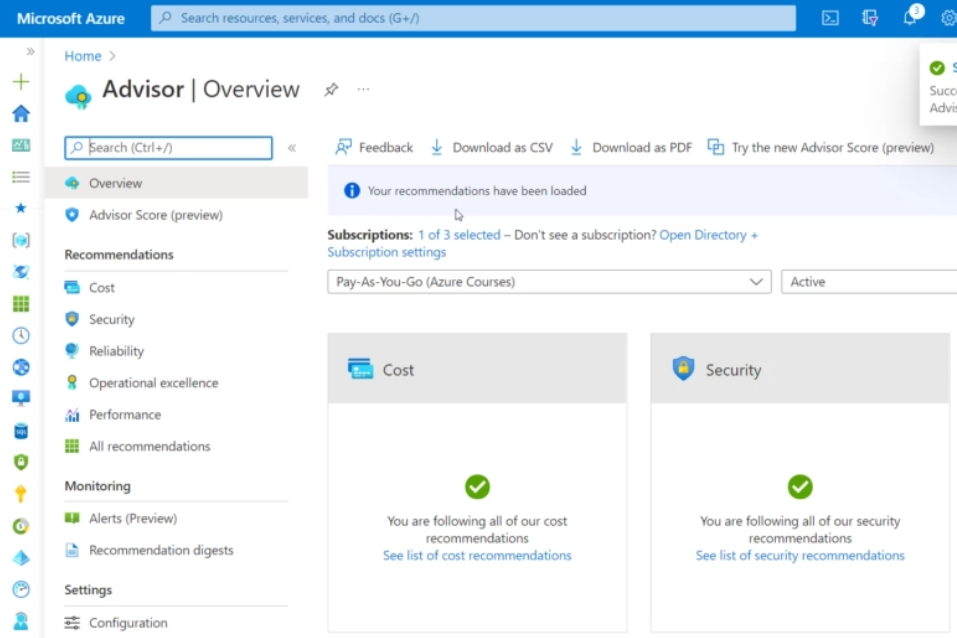 Microsoft Azure
Search resources, services, and docs (G+/)
3
Home >
Advisor | Overview
Search (Ctrl+/)
Overview
Advisor Score (preview)
Recommendations
Cost
Security
Reliability
Operational excellence
Performance
All recommendations
Monitoring
Alerts (Preview)
Recommendation digests
Settings
Configuration
Feedback
Download as CSV
Download as PDF
Try the new Advisor Score (preview)
Your recommendations have been loaded
Subscriptions: 1 of 3 selected – Don't see a subscription? Open Directory +
Subscription settings
Pay-As-You-Go (Azure Courses)
Active
Cost
You are following all of our cost
recommendations
See list of cost recommendations
Security
You are following all of our security
recommendations
See list of security recommendations